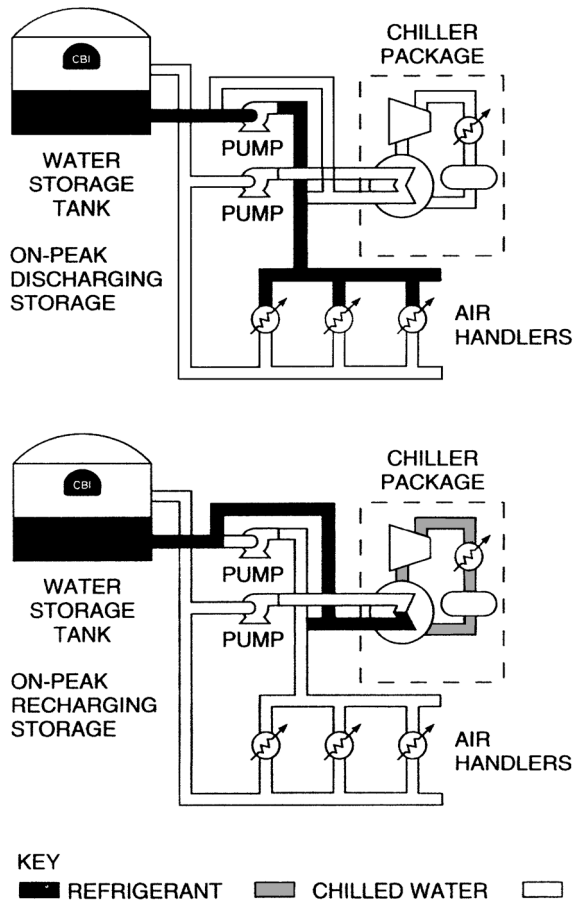 CBI
CHILLER
PACKAGE
PUMP
WATER
STORAGE
TANK
PUMP
ON-PEAK
DISCHARGING
STORAGE
AIR
HANDLERS
CBI
CHILLER
PACKAGE
PUMP
WATER
STORAGE
TANK
PUMP
ON-PEAK
RECHARGING
STORAGE
AIR
HANDLERS
KEY
REFRIGERANT CHILLED WATER